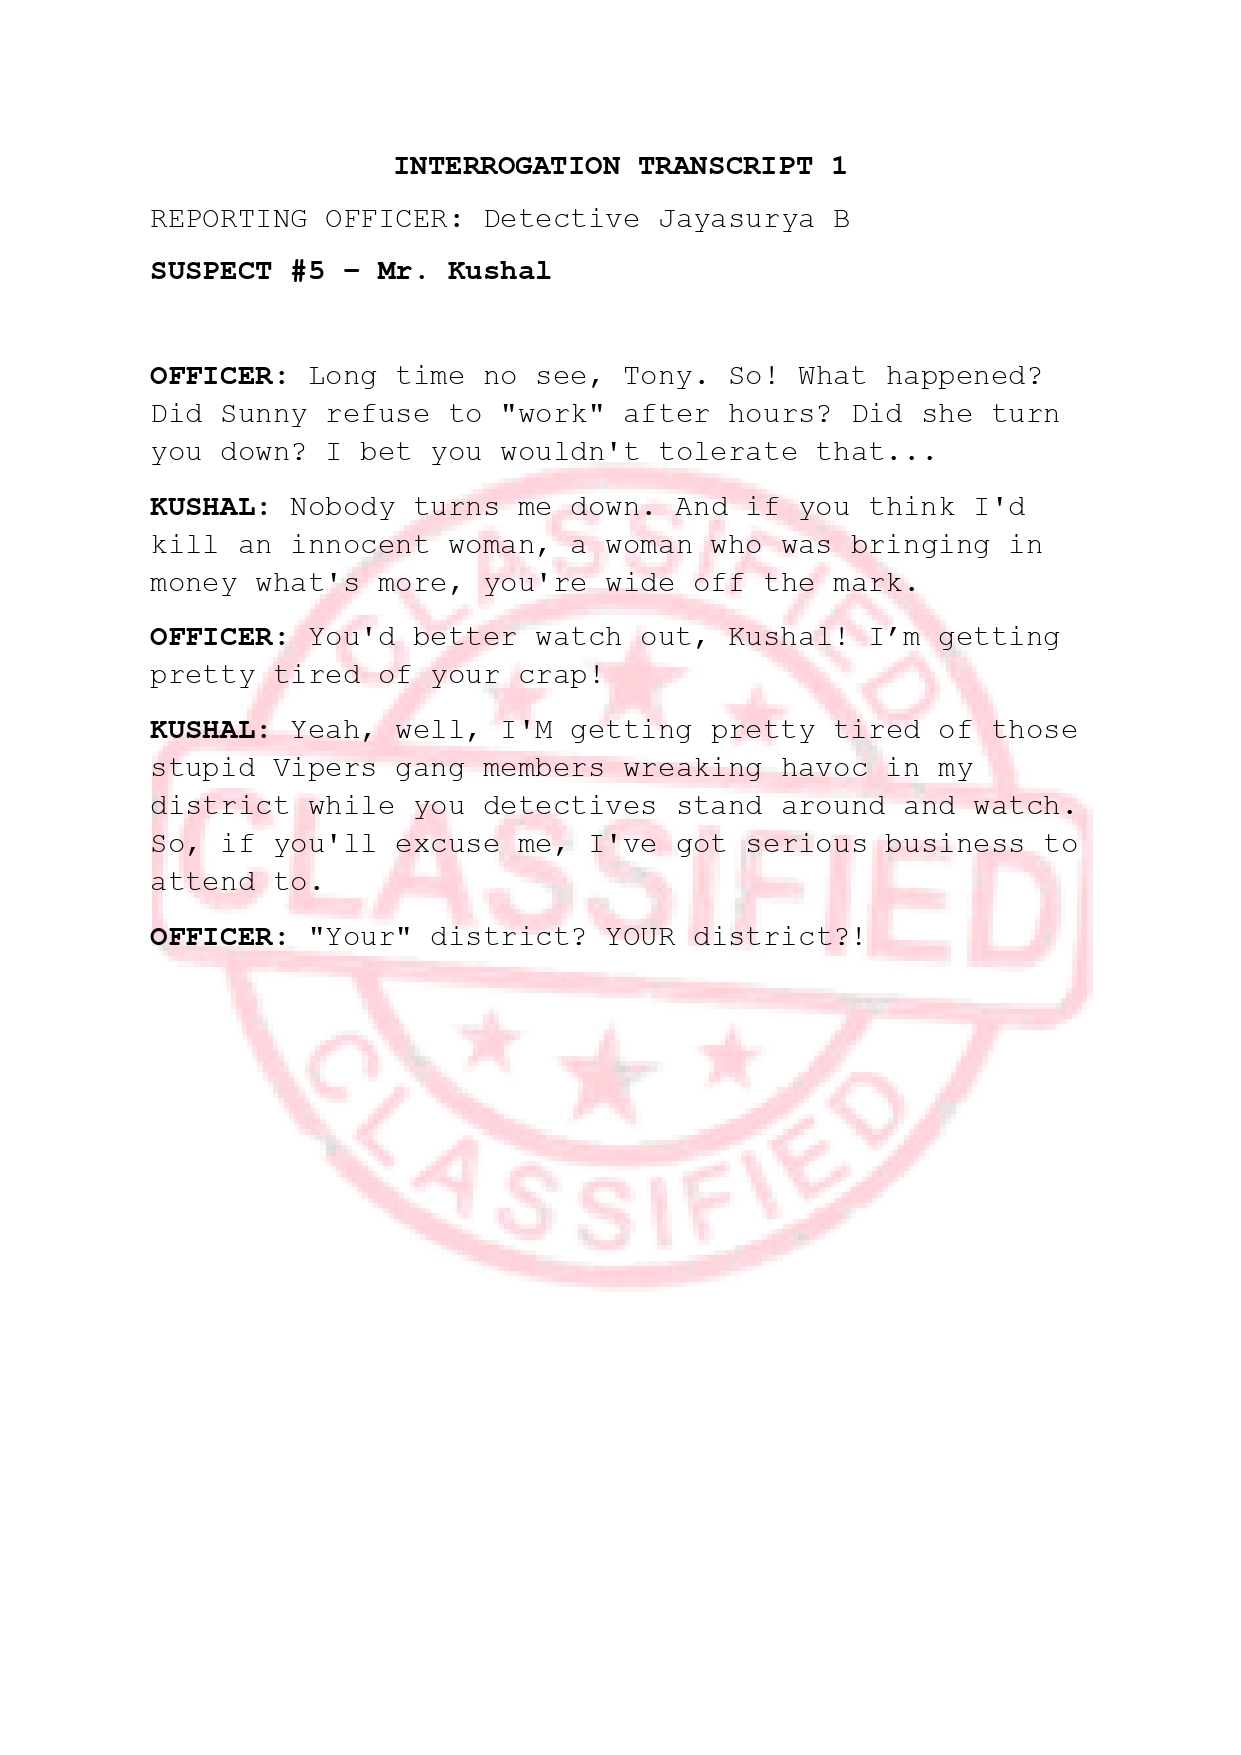 INTERROGATION TRANSCRIPT 1
REPORTING OFFICER: Detective Jayasurya B
SUSPECT #5 – Mr. Kushal
OFFICER: Long time no see, Tony. So! What happened?
Did Sunny refuse to "work" after hours? Did she turn
you down? I bet you wouldn't tolerate that...
KUSHAL: Nobody turns me down. And if you think I'd
kill an innocent woman, a woman who was bringing in
money what's more, you're wide off the mark.
OFFICER: You'd better watch out, Kushal! I’m getting
pretty tired of your crap!
KUSHAL: Yeah, well, I'M getting pretty tired of those
stupid Vipers gang members wreaking havoc in my
district while you detectives stand around and watch.
So, if you'll excuse me, I've got serious business to
attend to.
OFFICER: "Your" district? YOUR district?!
CLASSIFIED
CLASSIFIED
CLASSIFIED